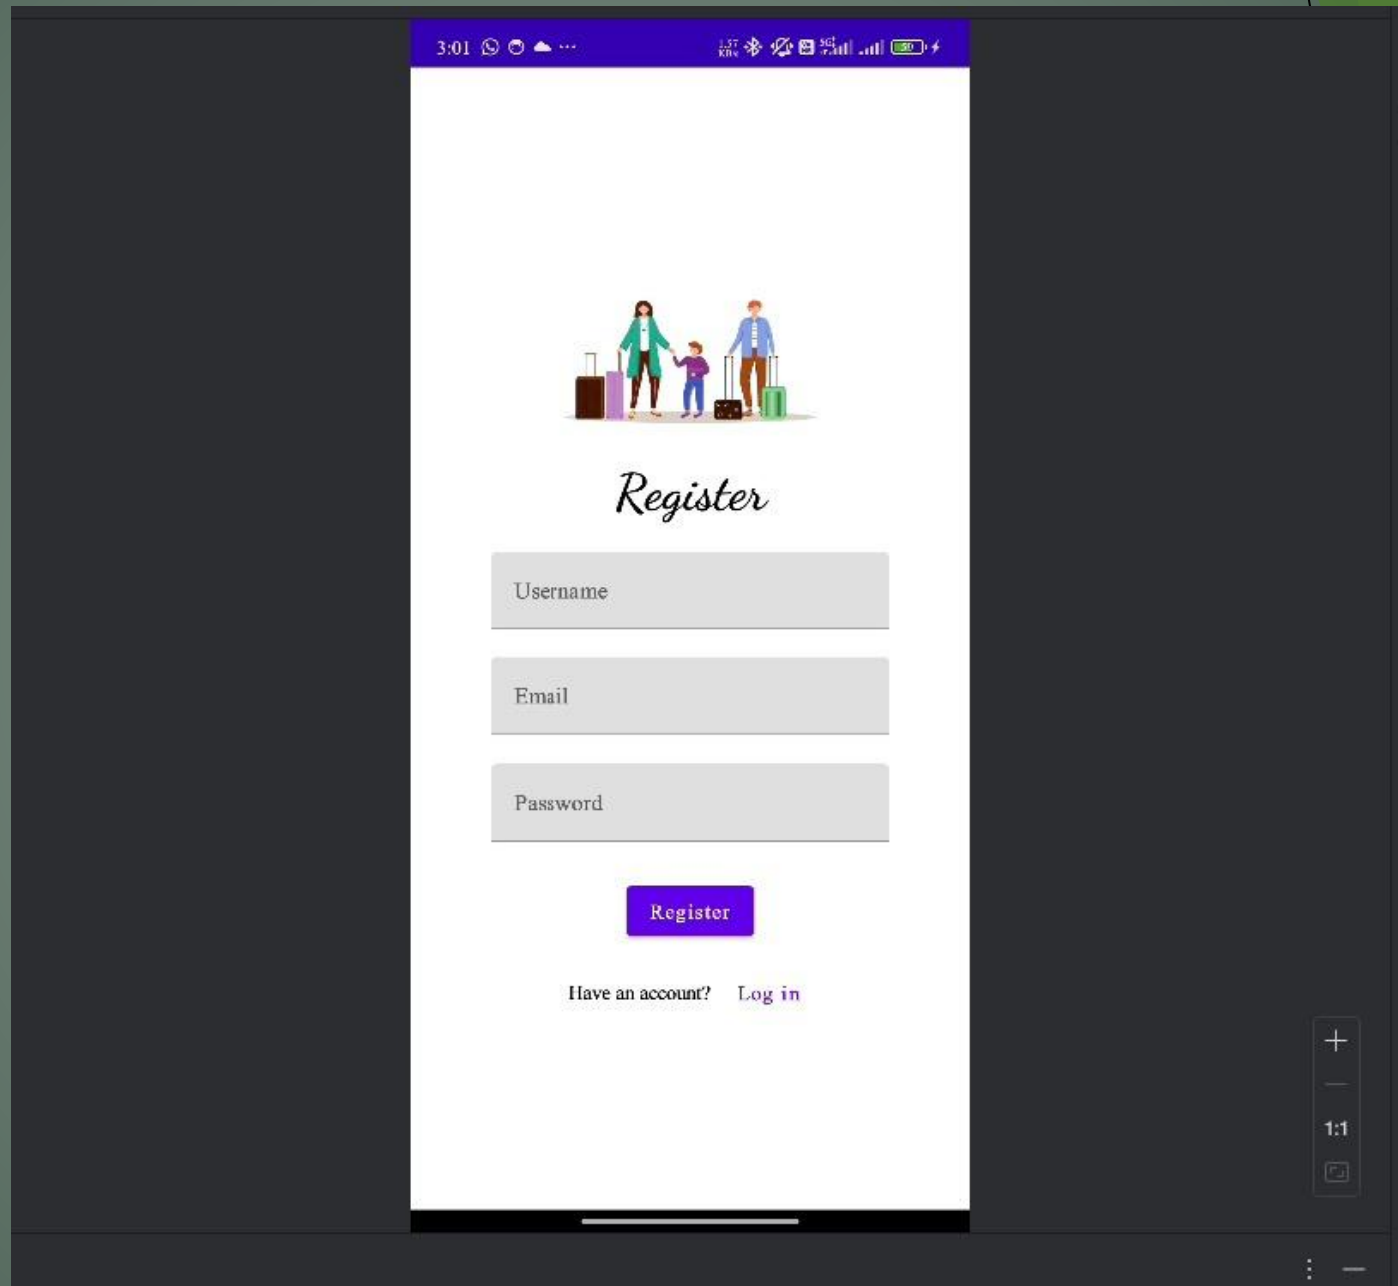 3:01
Register
Username
Email
Password
Register
Have an account? Log in
1:1